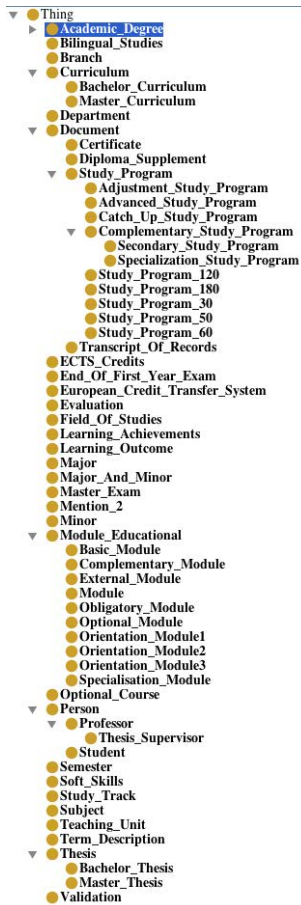 Thing
Academic_Degree
Bilingual_Studies
Branch
Curriculum
Bachelor_Curriculum
Master_Curriculum
Department
Document
Certificate
Diploma_Supplement
Study_Program
Adjustment_Study_Program
Advanced_Study_Program
Catch_Up_Study_Program
Complementary_Study_Program
Secondary_Study_Program
Specialization_Study_Program
Study_Program_120
Study_Program_180
Study_Program_30
Study_Program_50
Study_Program_60
Transcript_Of_Records
ECTS_Credits
End_Of_First_Year_Exam
European_Credit_Transfer_System
Evaluation
Field_Of_Studies
Learning_Achievements
Learning_Outcome
Major
Major_And_Minor
Master_Exam
Mention_2
Minor
Module_Educational
Basic_Module
Complementary_Module
External_Module
Module
Obligatory_Module
Optional_Module
Orientation_Module1
Orientation_Module2
Orientation_Module3
Specialisation_Module
Optional_Course
Person
Professor
Thesis_Supervisor
Student
Semester
Soft_Skills
Study_Track
Subject
Teaching_Unit
Term_Description
Thesis
Bachelor_Thesis
Master_Thesis
Validation